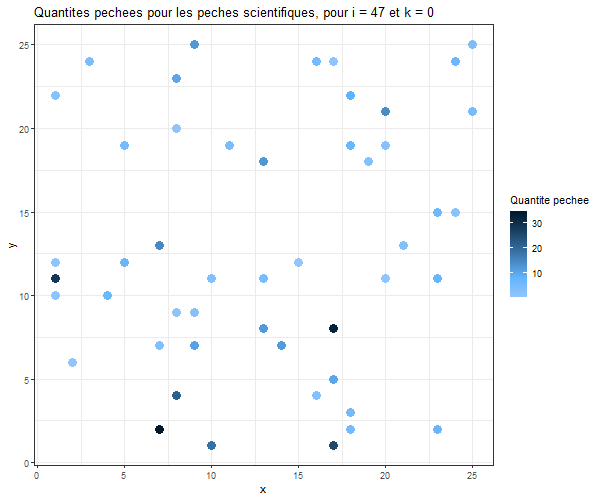 Quantites pechees pour les peches scientifiques, pour i = 47 et k = 0
25
20
15
10
5
0
y
0 5 10 15 20 25
x
Quantite pechee
30
20
10